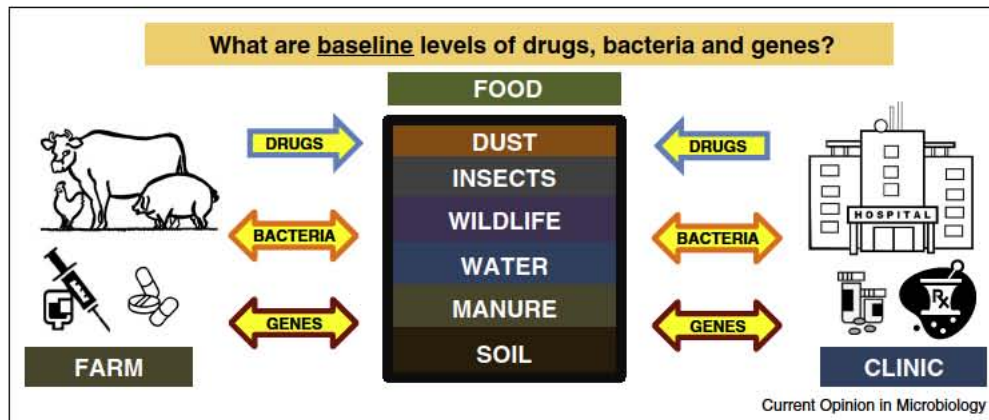 What are baseline levels of drugs, bacteria and genes?
FOOD
DRUGS
DUST
DRUGS
INSECTS
WILDLIFE
HOSPITAL
BACTERIA
BACTERIA
WATER
MANURE
Rx
GENES
GENES
SOIL
FARM
CLINIC
Current Opinion in Microbiology